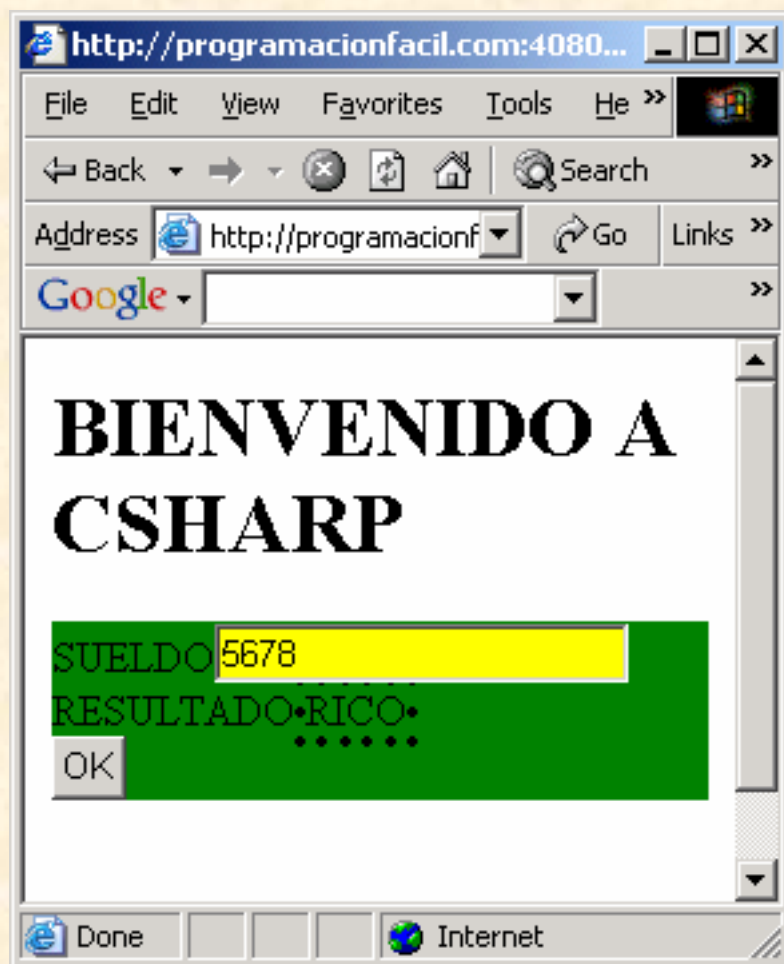 http://programacionfacil.com:4080...
File Edit View Favorites Tools He »
Back Search »
Address http://programacionf Go Links »
Google »
BIENVENIDO A
CSHARP
SUELDO 5678
RESULTADO RICO
OK
Done Internet